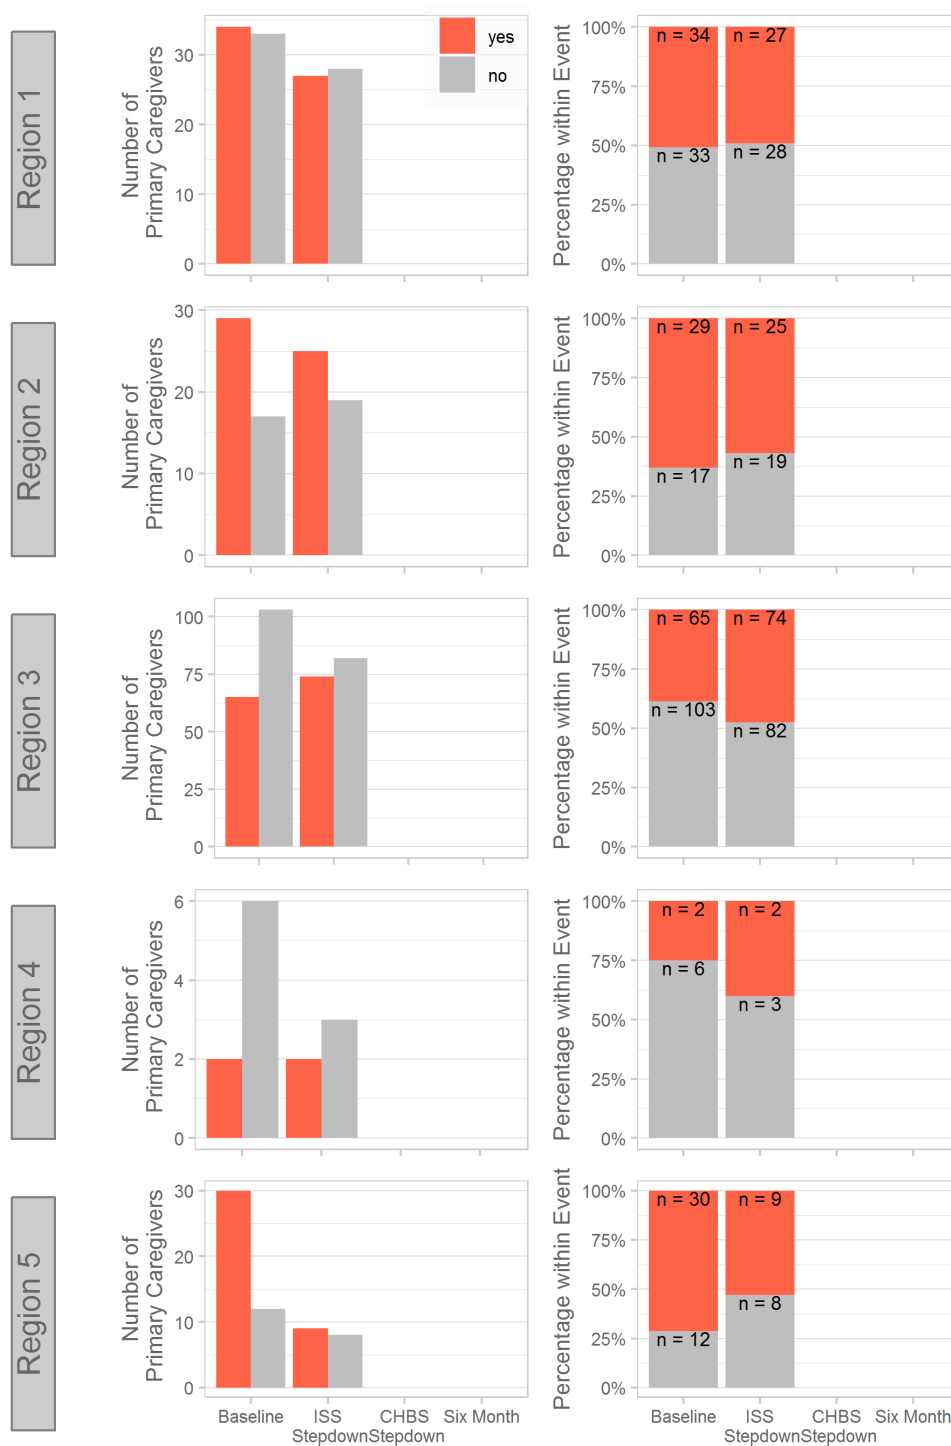 yes
no
Region 1
Number of
Primary Caregivers
30
20
10
0
Percentage within Event
100%
75%
50%
25%
0%
n = 34
n = 27
n = 33
n = 28
Region 2
Number of
Primary Caregivers
30
20
10
0
Percentage within Event
100%
75%
50%
25%
0%
n = 29
n = 25
n = 17
n = 19
Region 3
Number of
Primary Caregivers
100
75
50
25
0
Percentage within Event
100%
75%
50%
25%
0%
n = 65
n = 74
n = 103
n = 82
Region 4
Number of
Primary Caregivers
6
4
2
0
Percentage within Event
100%
75%
50%
25%
0%
n = 2
n = 2
n = 6
n = 3
Region 5
Number of
Primary Caregivers
30
20
10
0
Percentage within Event
100%
75%
50%
25%
0%
n = 30
n = 9
n = 12
n = 8
Baseline
ISS
Stepdown
CHBS
Stepdown
Six Month
Baseline
ISS
Stepdown
CHBS
Stepdown
Six Month